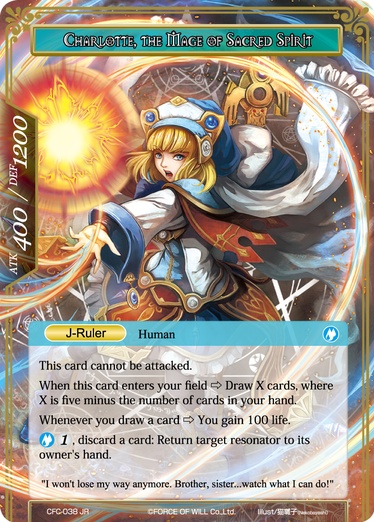 Charlotte, the Mage of Sacred Spirit
ATK 400 / DEF 1200
J-Ruler Human
This card cannot be attacked.
When this card enters your field ⇨ Draw X cards, where
X is five minus the number of cards in your hand.
Whenever you draw a card ⇨ You gain 100 life.
1 , discard a card: Return target resonator to its
owner's hand.
"I won't lose my way anymore. Brother, sister...watch what I can do!"
CFC-038 JR ©FORCE OF WILL Co.,Ltd. Illust/猫囃子